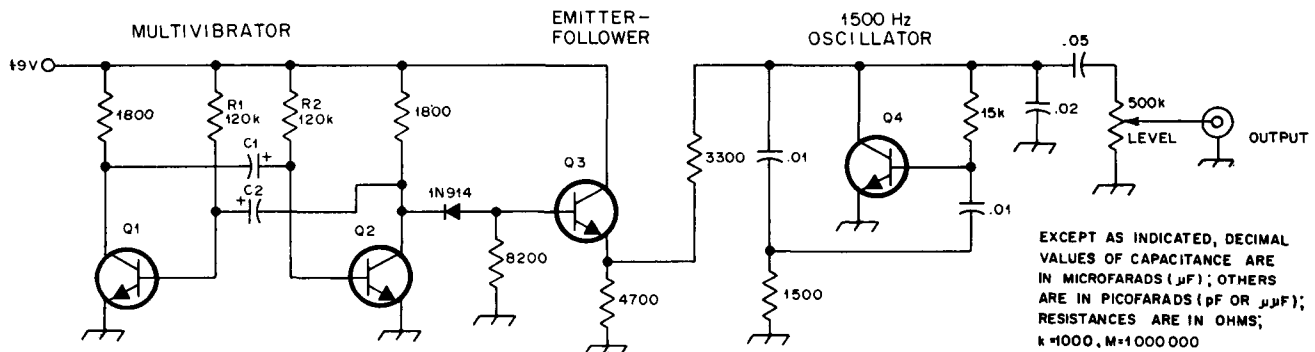 MULTIVIBRATOR
EMITTER-
FOLLOWER
1500 Hz
OSCILLATOR
+9V
1800
R1
120k
R2
120k
1800
C1
+
+
C2
Q1
Q2
1N914
8200
Q3
4700
3300
.01
1500
Q4
15k
.01
.05
.02
500k
LEVEL
OUTPUT
EXCEPT AS INDICATED, DECIMAL
VALUES OF CAPACITANCE ARE
IN MICROFARADS (µF); OTHERS
ARE IN PICOFARADS (pF OR µµF);
RESISTANCES ARE IN OHMS;
k=1000, M=1000 000